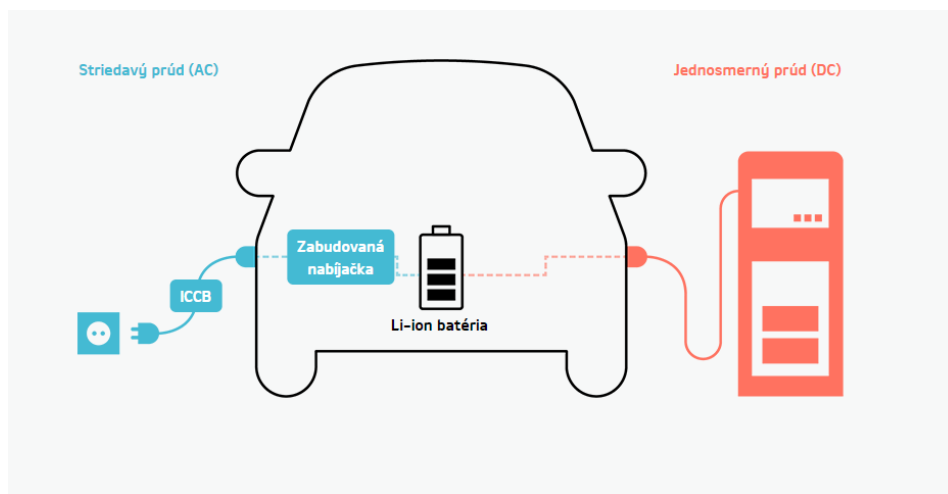 Striedavý prúd (AC)
Jednosmerný prúd (DC)
Zabudovaná
nabíjačka
ICCB
Li-ion batéria